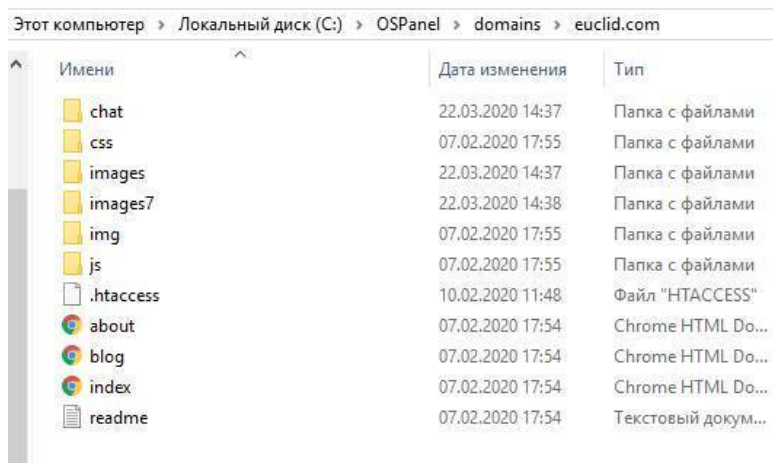 Этот компьютер > Локальный диск (C:) > OSPanel > domains > euclid.com
Имени Дата изменения Тип
chat 22.03.2020 14:37 Папка с файлами
css 07.02.2020 17:55 Папка с файлами
images 22.03.2020 14:37 Папка с файлами
images7 22.03.2020 14:38 Папка с файлами
img 07.02.2020 17:55 Папка с файлами
js 07.02.2020 17:55 Папка с файлами
.htaccess 10.02.2020 11:48 Файл "HTACCESS"
about 07.02.2020 17:54 Chrome HTML Do...
blog 07.02.2020 17:54 Chrome HTML Do...
index 07.02.2020 17:54 Chrome HTML Do...
readme 07.02.2020 17:54 Текстовый докум...